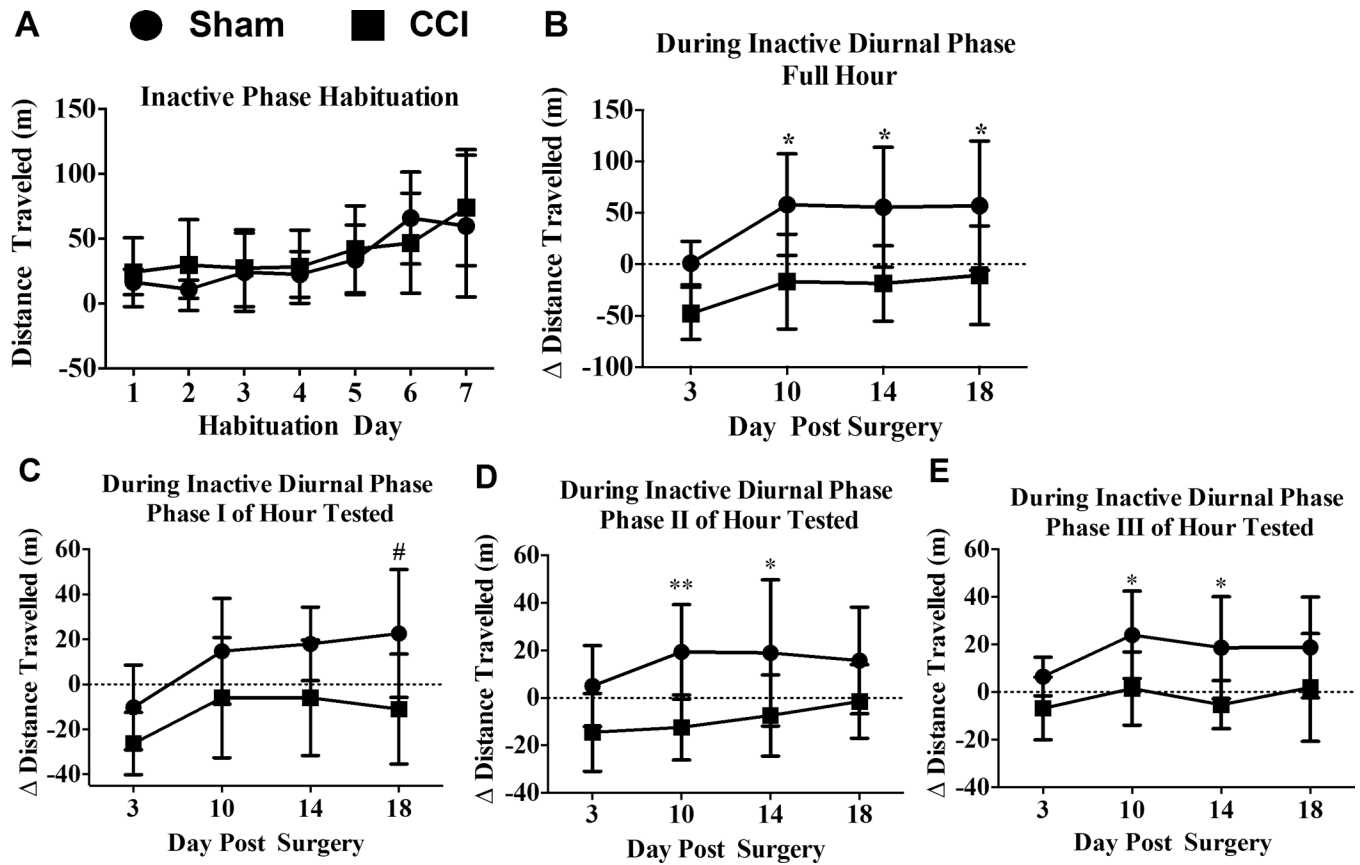 A
Sham
CCI
Inactive Phase Habituation
Distance Traveled (m)
150
100
50
0
-50
1 2 3 4 5 6 7
Habituation Day
B
During Inactive Diurnal Phase
Full Hour
Δ Distance Travelled (m)
150
100
50
0
-50
-100
* * *
3 10 14 18
Day Post Surgery
C
During Inactive Diurnal Phase
Phase I of Hour Tested
Δ Distance Travelled (m)
60
40
20
0
-20
-40
#
3 10 14 18
Day Post Surgery
D
During Inactive Diurnal Phase
Phase II of Hour Tested
Δ Distance Travelled (m)
60
40
20
0
-20
-40
** *
3 10 14 18
Day Post Surgery
E
During Inactive Diurnal Phase
Phase III of Hour Tested
Δ Distance Travelled (m)
60
40
20
0
-20
-40
* *
3 10 14 18
Day Post Surgery